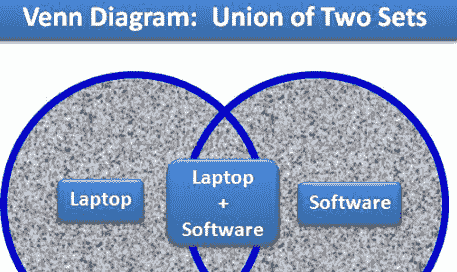 Venn Diagram:  Union of Two Sets
Laptop
Laptop
+
Software
Software